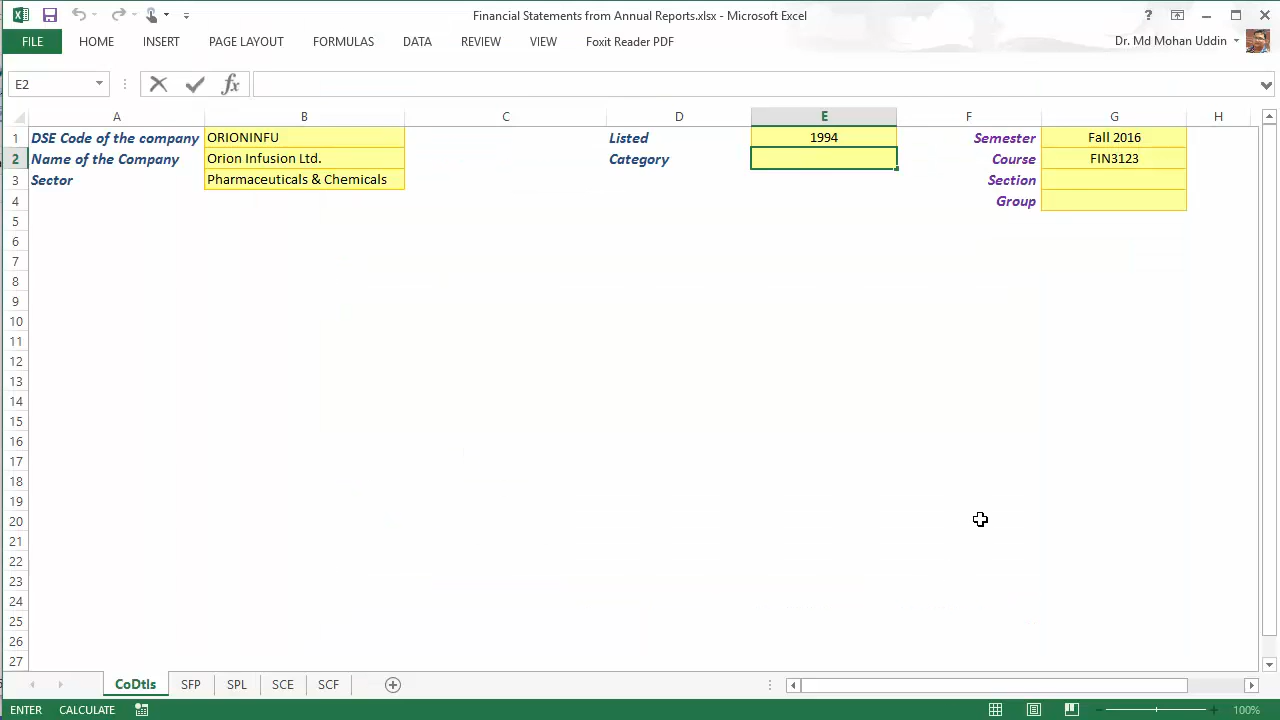 Financial Statements from Annual Reports.xlsx - Microsoft Excel
?
FILE HOME INSERT PAGE LAYOUT FORMULAS DATA REVIEW VIEW Foxit Reader PDF Dr. Md Mohan Uddin
E2 fx
A B C D E F G H
1 DSE Code of the company ORIONINFU Listed 1994 Semester Fall 2016
2 Name of the Company Orion Infusion Ltd. Category Course FIN3123
3 Sector Pharmaceuticals & Chemicals Section
4 Group
5
6
7
8
9
10
11
12
13
14
15
16
17
18
19
20
21
22
23
24
25
26
27
CoDtls SFP SPL SCE SCF
ENTER CALCULATE 100%